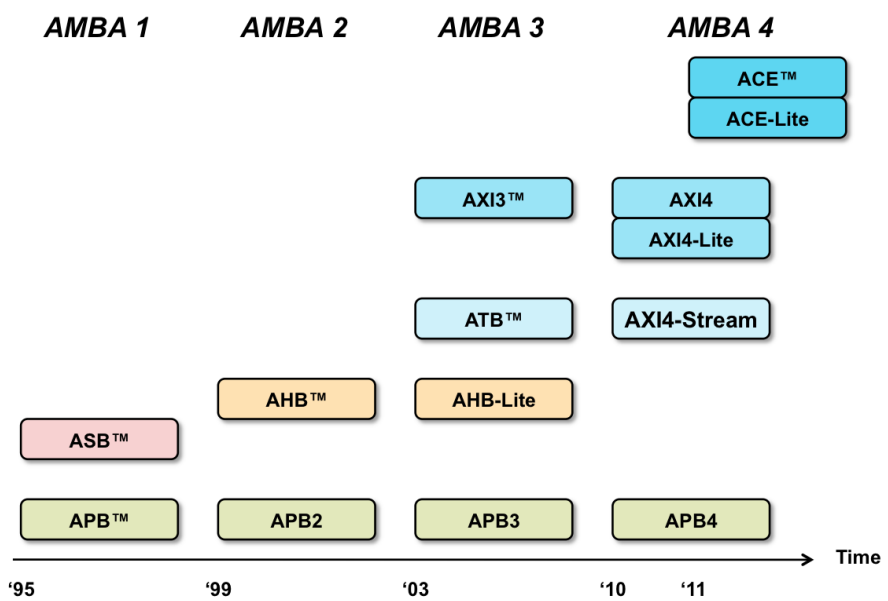 AMBA 1 AMBA 2 AMBA 3 AMBA 4
ACE™
ACE-Lite
AXI3™ AXI4
AXI4-Lite
ATB™ AXI4-Stream
AHB™ AHB-Lite
ASB™
APB™ APB2 APB3 APB4
Time
‘95 ‘99 ‘03 ‘10 ‘11